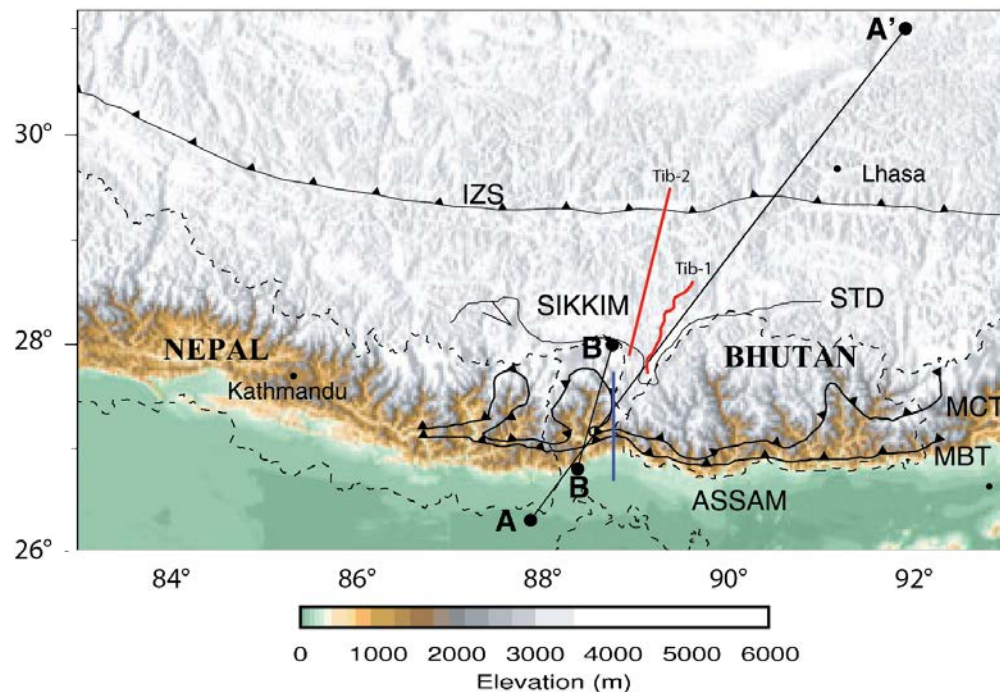 A'
30°
Lhasa
Tib-2
IZS
Tib-1
SIKKIM
STD
28°
B'
NEPAL
BHUTAN
Kathmandu
MCT
MBT
B
ASSAM
A
26°
84°
86°
88°
90°
92°
0
1000
2000
3000
4000
5000
6000
Elevation (m)